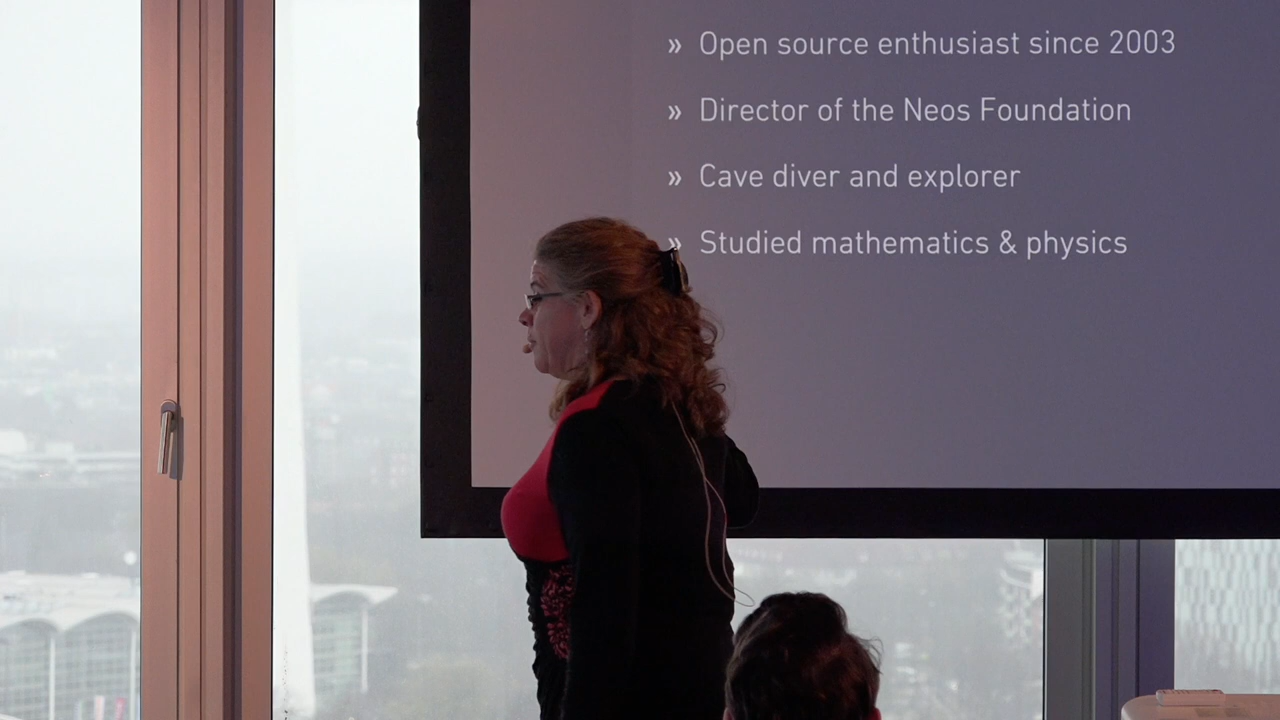 » Open source enthusiast since 2003
» Director of the Neos Foundation
» Cave diver and explorer
» Studied mathematics & physics